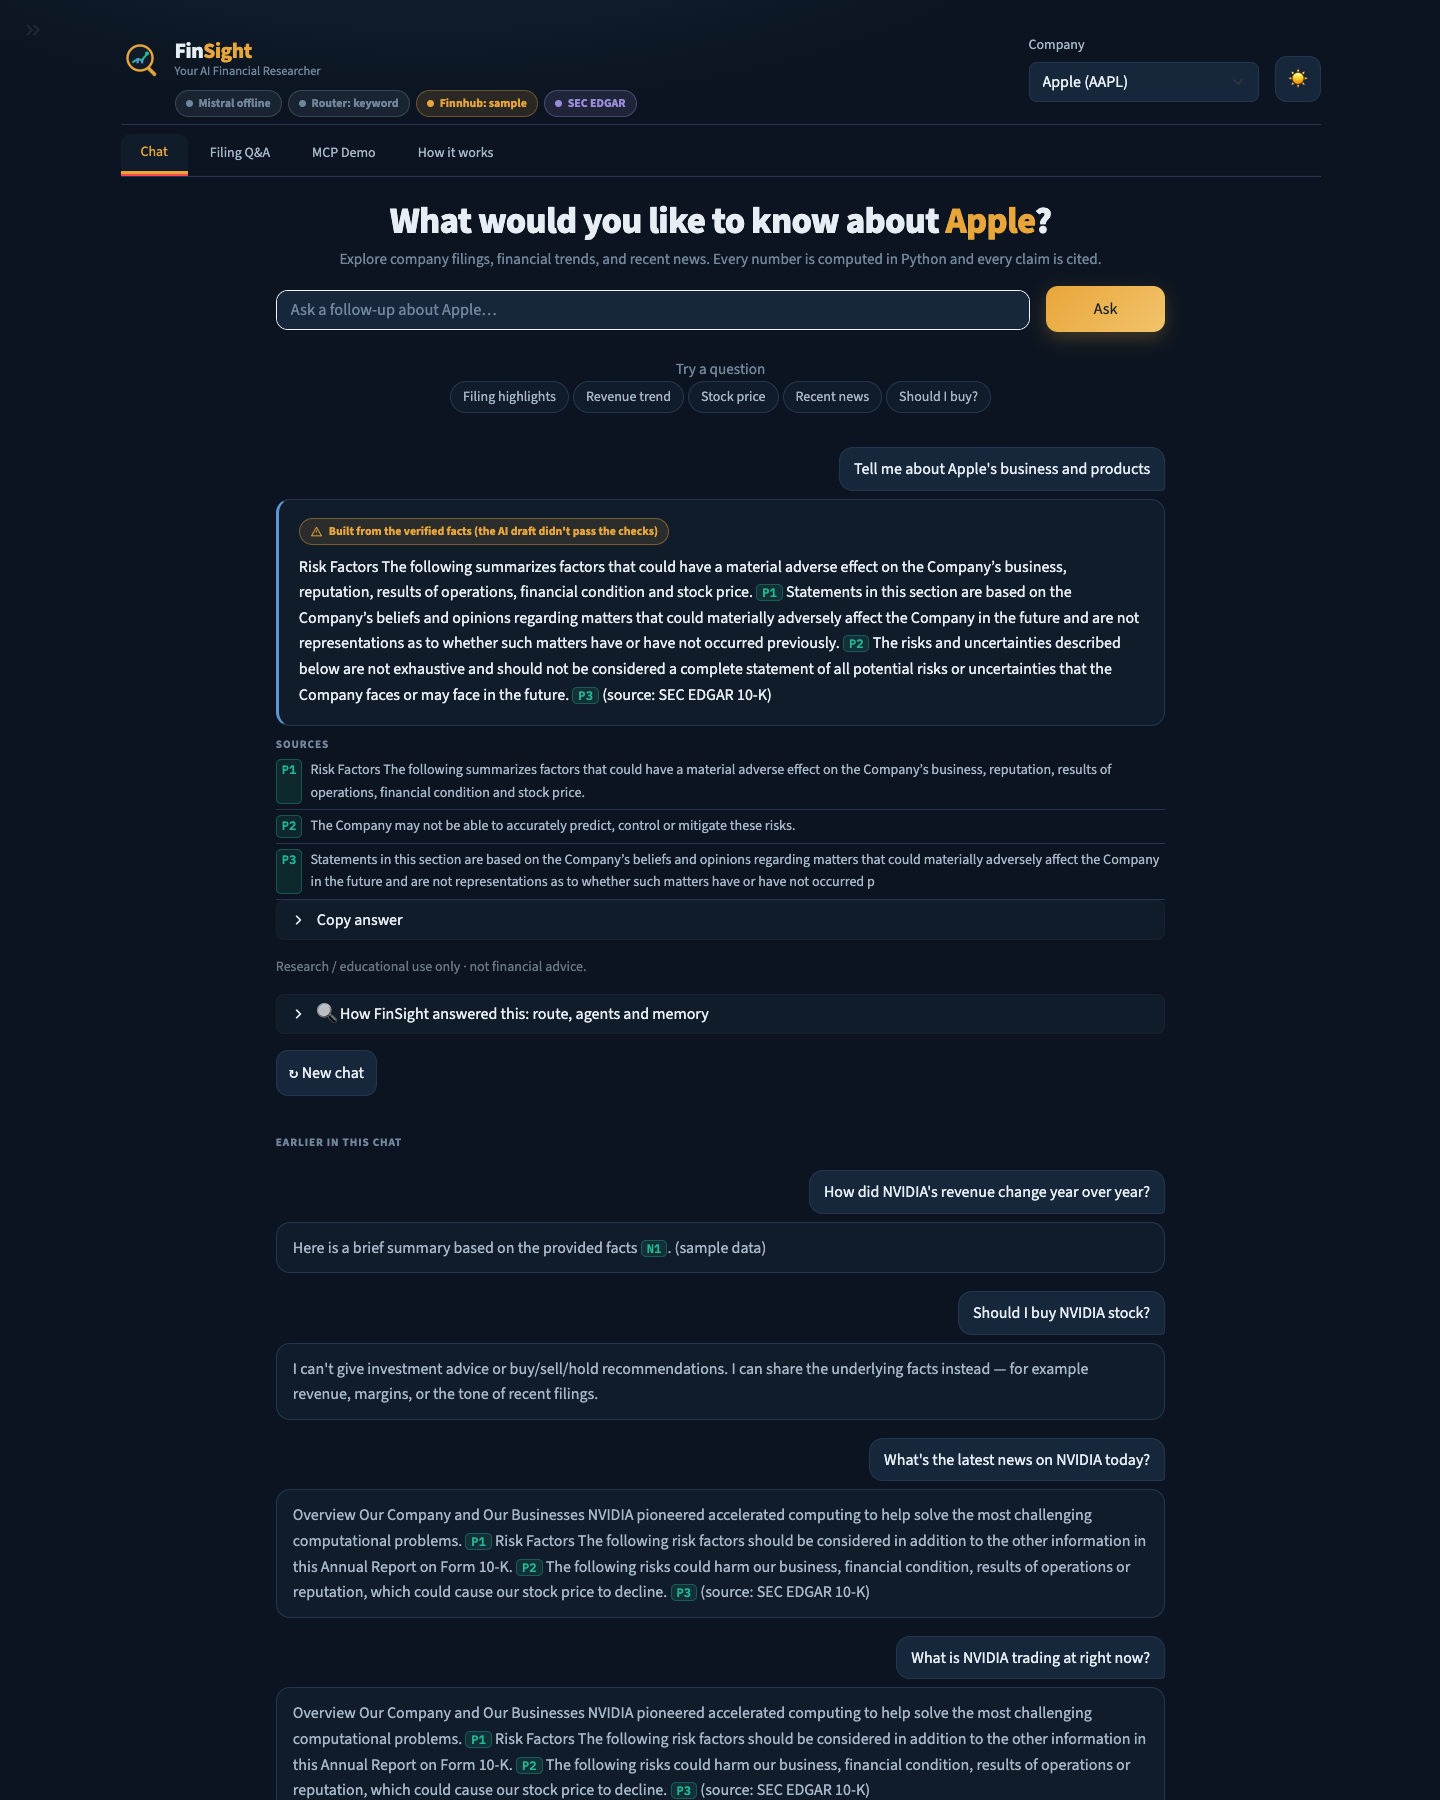 FinSight
Your AI Financial Researcher
Mistral offline
Router: keyword
Finnhub: sample
SEC EDGAR
Company
Apple (AAPL)
Chat
Filing Q&A
MCP Demo
How it works
What would you like to know about Apple?
Explore company filings, financial trends, and recent news. Every number is computed in Python and every claim is cited.
Ask a follow-up about Apple…
Ask
Try a question
Filing highlights
Revenue trend
Stock price
Recent news
Should I buy?
Tell me about Apple's business and products
Built from the verified facts (the AI draft didn't pass the checks)
Risk Factors The following summarizes factors that could have a material adverse effect on the Company’s business,
reputation, results of operations, financial condition and stock price. P1 Statements in this section are based on the
Company’s beliefs and opinions regarding matters that could materially adversely affect the Company in the future and are not
representations as to whether such matters have or have not occurred previously. P2 The risks and uncertainties described
below are not exhaustive and should not be considered a complete statement of all potential risks or uncertainties that the
Company faces or may face in the future. P3 (source: SEC EDGAR 10-K)
SOURCES
P1 Risk Factors The following summarizes factors that could have a material adverse effect on the Company’s business, reputation, results of
operations, financial condition and stock price.
P2 The Company may not be able to accurately predict, control or mitigate these risks.
P3 Statements in this section are based on the Company’s beliefs and opinions regarding matters that could materially adversely affect the Company
in the future and are not representations as to whether such matters have or have not occurred p
Copy answer
Research / educational use only · not financial advice.
How FinSight answered this: route, agents and memory
↻ New chat
EARLIER IN THIS CHAT
How did NVIDIA's revenue change year over year?
Here is a brief summary based on the provided facts N1. (sample data)
Should I buy NVIDIA stock?
I can't give investment advice or buy/sell/hold recommendations. I can share the underlying facts instead — for example
revenue, margins, or the tone of recent filings.
What's the latest news on NVIDIA today?
Overview Our Company and Our Businesses NVIDIA pioneered accelerated computing to help solve the most challenging
computational problems. P1 Risk Factors The following risk factors should be considered in addition to the other information in
this Annual Report on Form 10-K. P2 The following risks could harm our business, financial condition, results of operations or
reputation, which could cause our stock price to decline. P3 (source: SEC EDGAR 10-K)
What is NVIDIA trading at right now?
Overview Our Company and Our Businesses NVIDIA pioneered accelerated computing to help solve the most challenging
computational problems. P1 Risk Factors The following risk factors should be considered in addition to the other information in
this Annual Report on Form 10-K. P2 The following risks could harm our business, financial condition, results of operations or
reputation, which could cause our stock price to decline. P3 (source: SEC EDGAR 10-K)